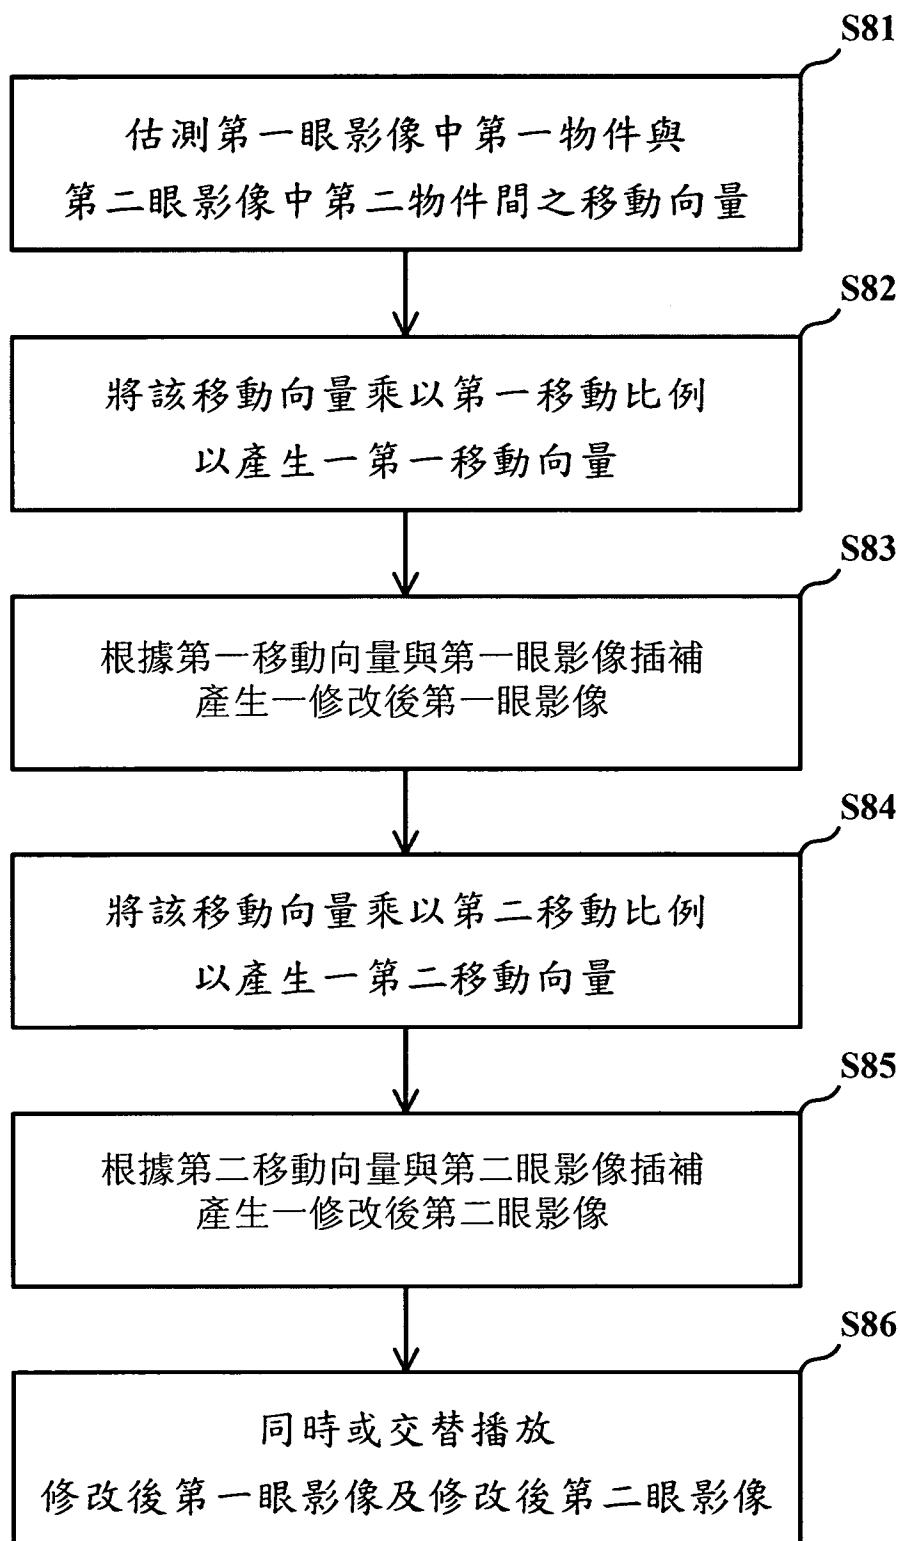 S81
估測第一眼影像中第一物件與
第二眼影像中第二物件間之移動向量
S82
將該移動向量乘以第一移動比例
以產生一第一移動向量
S83
根據第一移動向量與第一眼影像插補
產生一修改後第一眼影像
S84
將該移動向量乘以第二移動比例
以產生一第二移動向量
S85
根據第二移動向量與第二眼影像插補
產生一修改後第二眼影像
S86
同時或交替播放
修改後第一眼影像及修改後第二眼影像